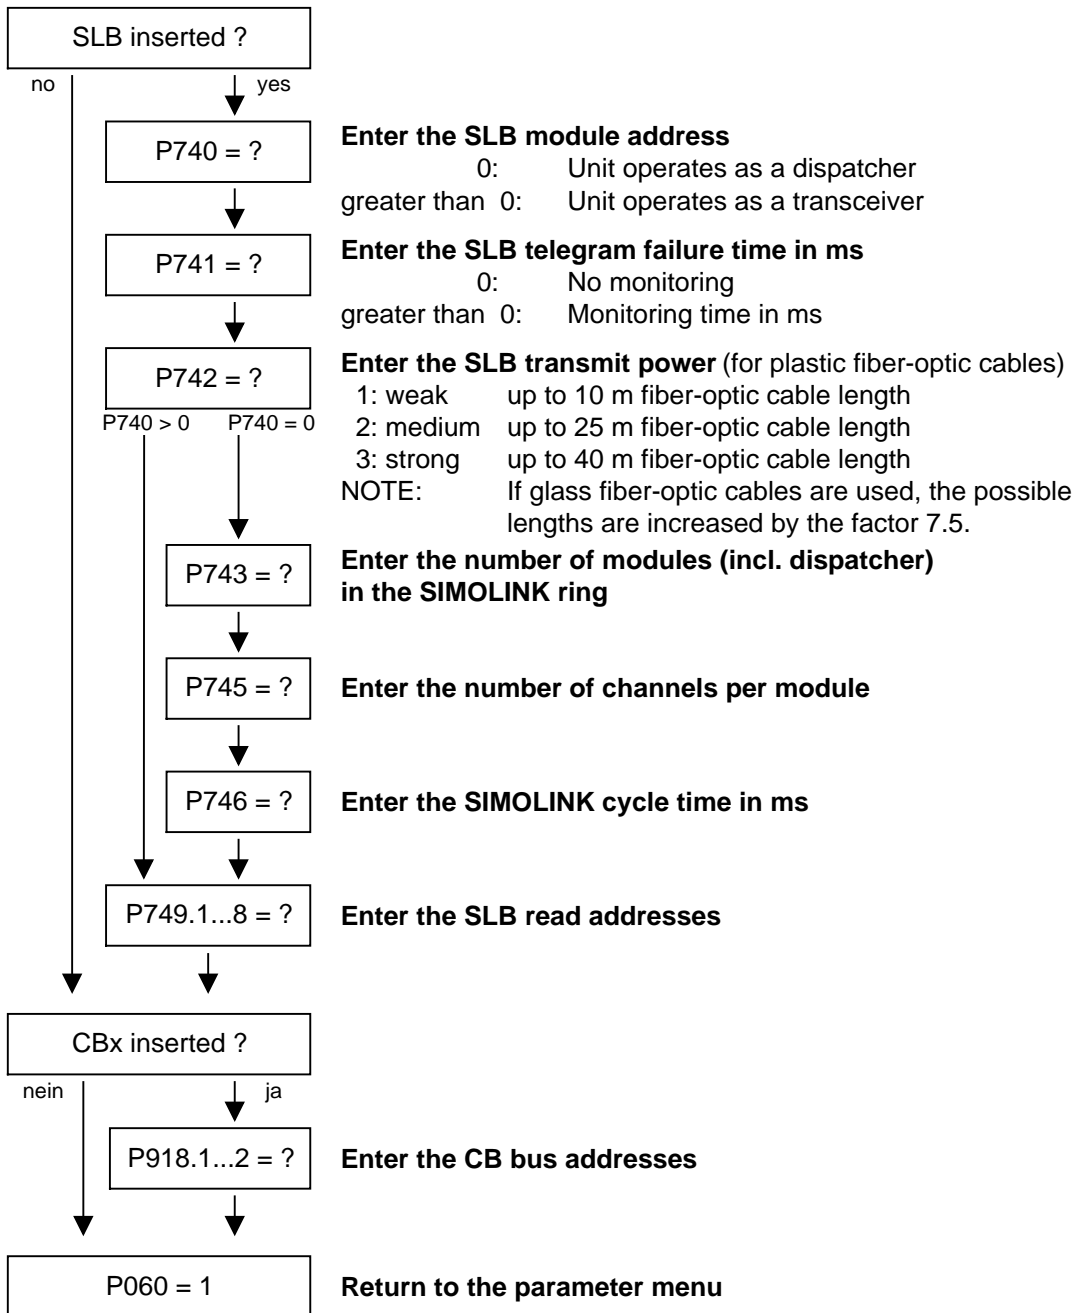 SLB inserted ?
no yes
P740 = ? Enter the SLB module address
0: Unit operates as a dispatcher
greater than 0: Unit operates as a transceiver
P741 = ? Enter the SLB telegram failure time in ms
0: No monitoring
greater than 0: Monitoring time in ms
P742 = ? Enter the SLB transmit power (for plastic fiber-optic cables)
1: weak up to 10 m fiber-optic cable length
P740 > 0 P740 = 0 2: medium up to 25 m fiber-optic cable length
3: strong up to 40 m fiber-optic cable length
NOTE: If glass fiber-optic cables are used, the possible
lengths are increased by the factor 7.5.
P743 = ? Enter the number of modules (incl. dispatcher)
in the SIMOLINK ring
P745 = ? Enter the number of channels per module
P746 = ? Enter the SIMOLINK cycle time in ms
P749.1...8 = ? Enter the SLB read addresses
CBx inserted ?
nein ja
P918.1...2 = ? Enter the CB bus addresses
P060 = 1 Return to the parameter menu